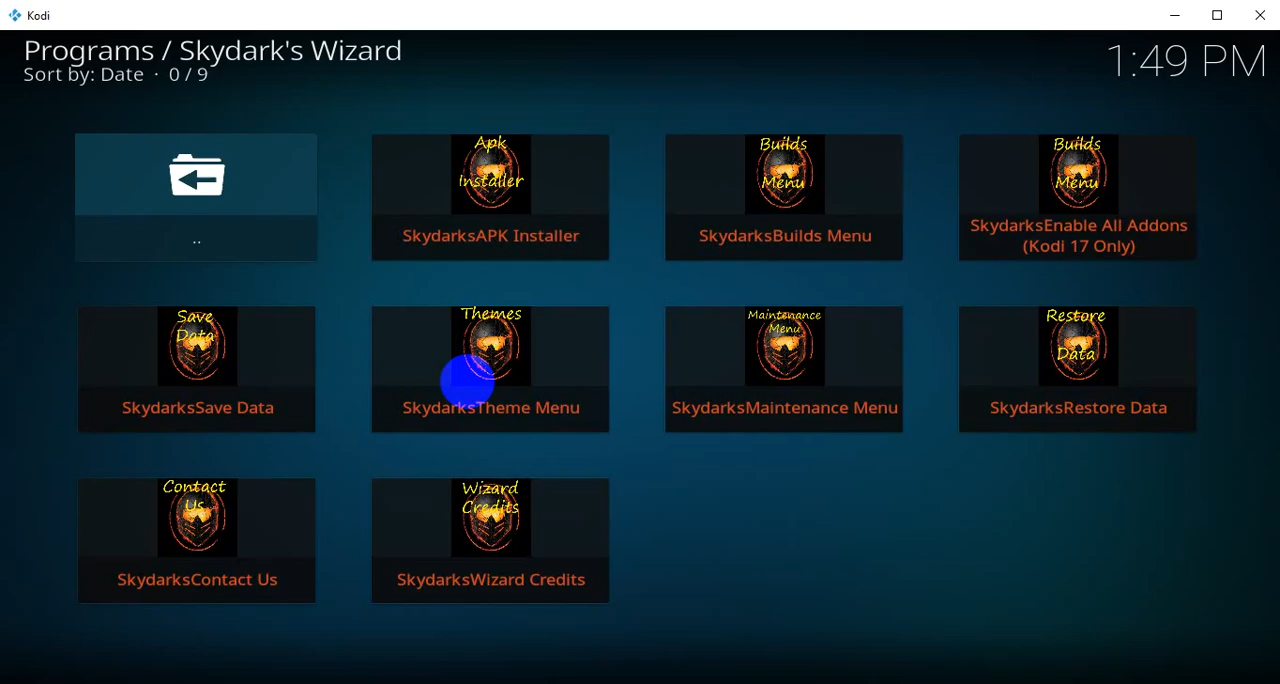 Kodi
Programs / Skydark's Wizard
Sort by: Date · 0 / 9
1:49 PM
..
Apk
Installer
SkydarksAPK Installer
Builds
Menu
SkydarksBuilds Menu
Builds
Menu
SkydarksEnable All Addons
(Kodi 17 Only)
Save
Data
SkydarksSave Data
Themes
SkydarksTheme Menu
Maintenance
Menu
SkydarksMaintenance Menu
Restore
Data
SkydarksRestore Data
Contact
Us
SkydarksContact Us
Wizard
Credits
SkydarksWizard Credits